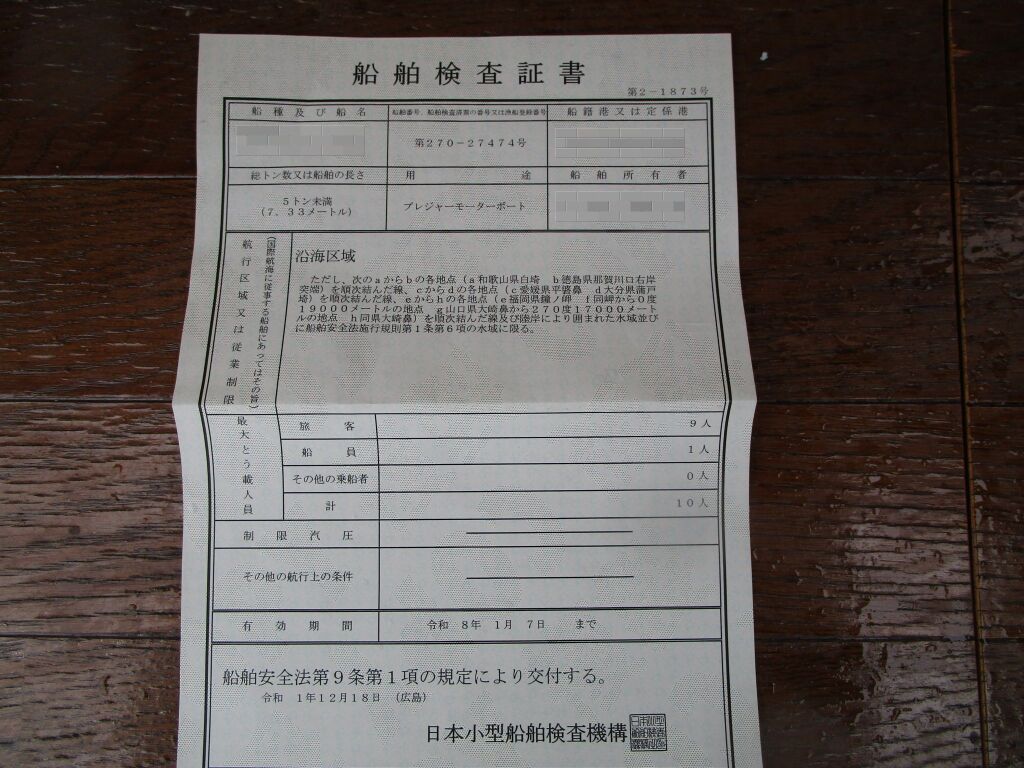 船舶検査証書
第2-1873号
船種及び船名
船舶番号、船舶検査済票の番号又は漁船登録番号
船籍港又は定係港
第270-27474号
総トン数又は船舶の長さ
用途
船舶所有者
5トン未満
(7.33メートル)
プレジャーモーターボート
航行区域又は従業制限
(国際航海に従事する船舶にあってはその旨)
沿海区域
ただし、次のaからbの各地点(a和歌山県白埼 b徳島県那賀川口右岸
突端)を順次結んだ線、cからdの各地点(c愛媛県平礬鼻 d大分県蒲戸
埼)を順次結んだ線、eからhの各地点(e福岡県鐘ノ岬 f同岬から0度
19000メートルの地点 g山口県大崎鼻から270度17000メート
ルの地点 h同県大崎鼻)を順次結んだ線及び陸岸により囲まれた水域並び
に船舶安全法施行規則第1条第6項の水域に限る。
最大とう載人員
旅客
9人
船員
1人
その他の乗船者
0人
計
10人
制限汽圧
その他の航行上の条件
有効期間
令和 8年 1月 7日 まで
船舶安全法第9条第1項の規定により交付する。
令和 1年12月18日 (広島)
日本小型船舶検査機構